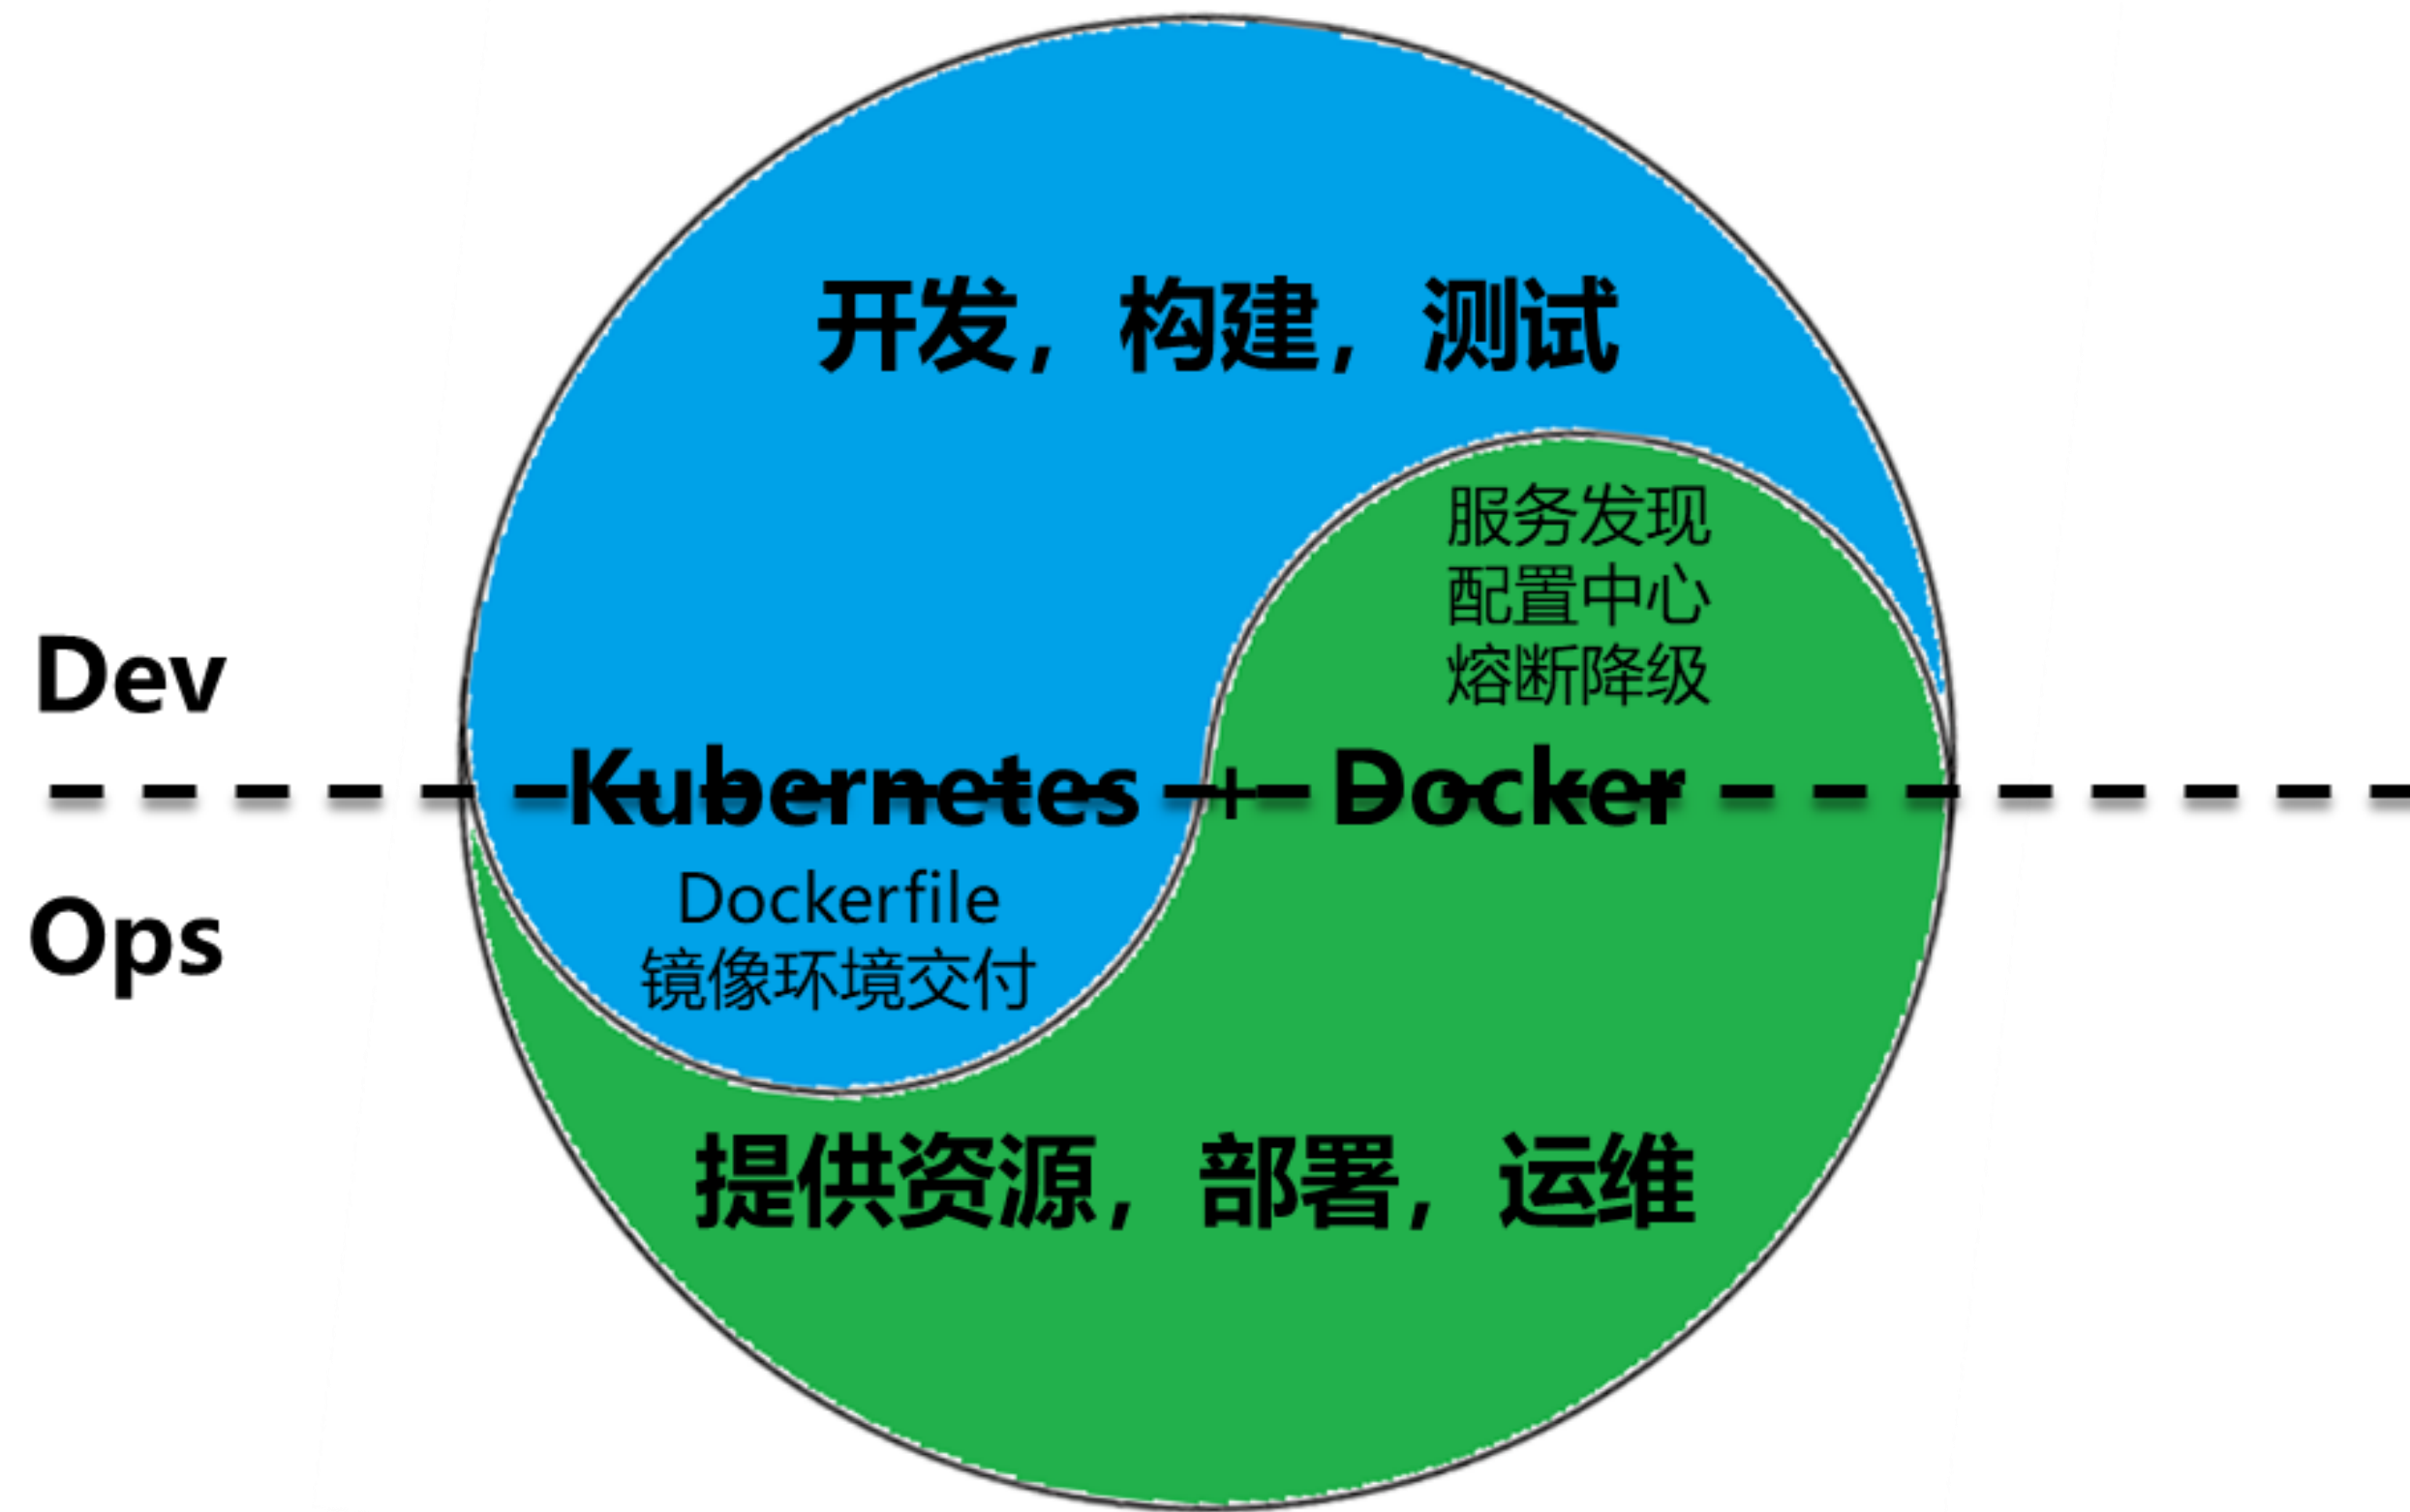 开发，构建，测试
服务发现
配置中心
熔断降级
Dev
Kubernetes + Docker
Ops
Dockerfile
镜像环境交付
提供资源，部署，运维